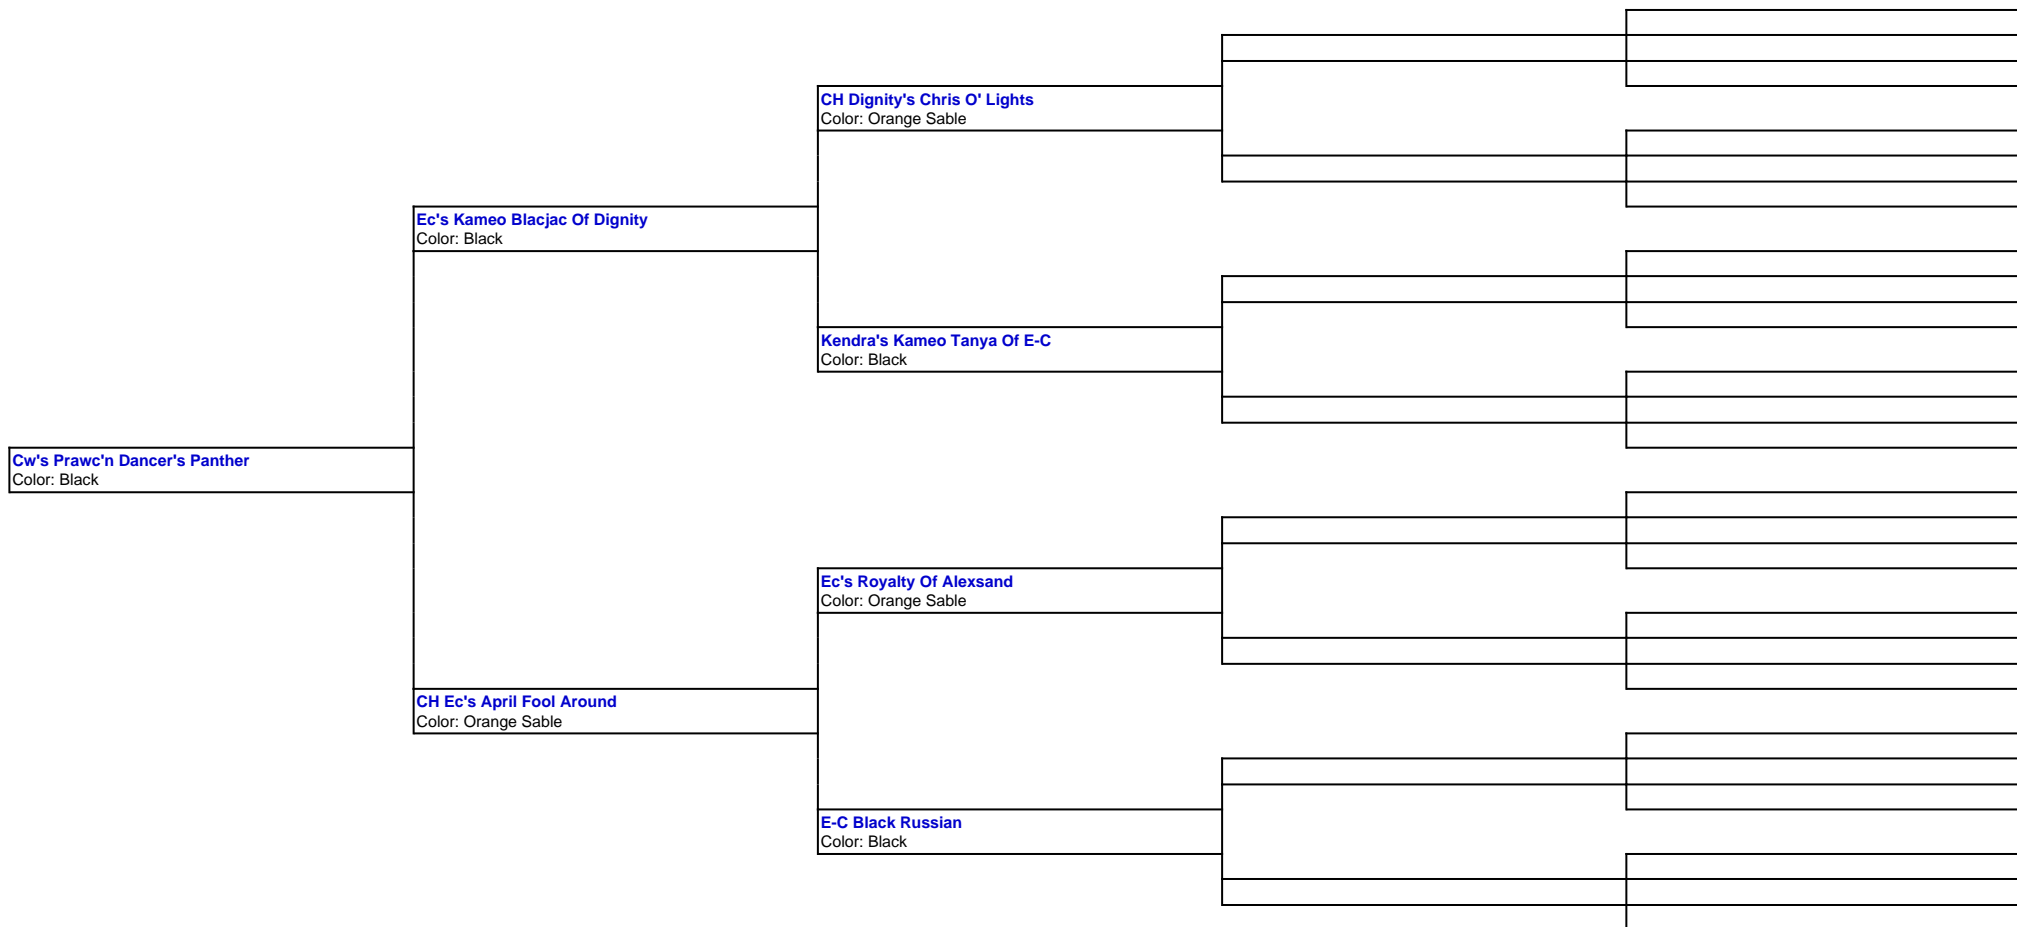 CH Dignity's Chris O' Lights
Color: Orange Sable
Ec's Kameo Blacjac Of Dignity
Color: Black
Kendra's Kameo Tanya Of E-C
Color: Black
Cw's Prawc'n Dancer's Panther
Color: Black
Ec's Royalty Of Alexsand
Color: Orange Sable
CH Ec's April Fool Around
Color: Orange Sable
E-C Black Russian
Color: Black